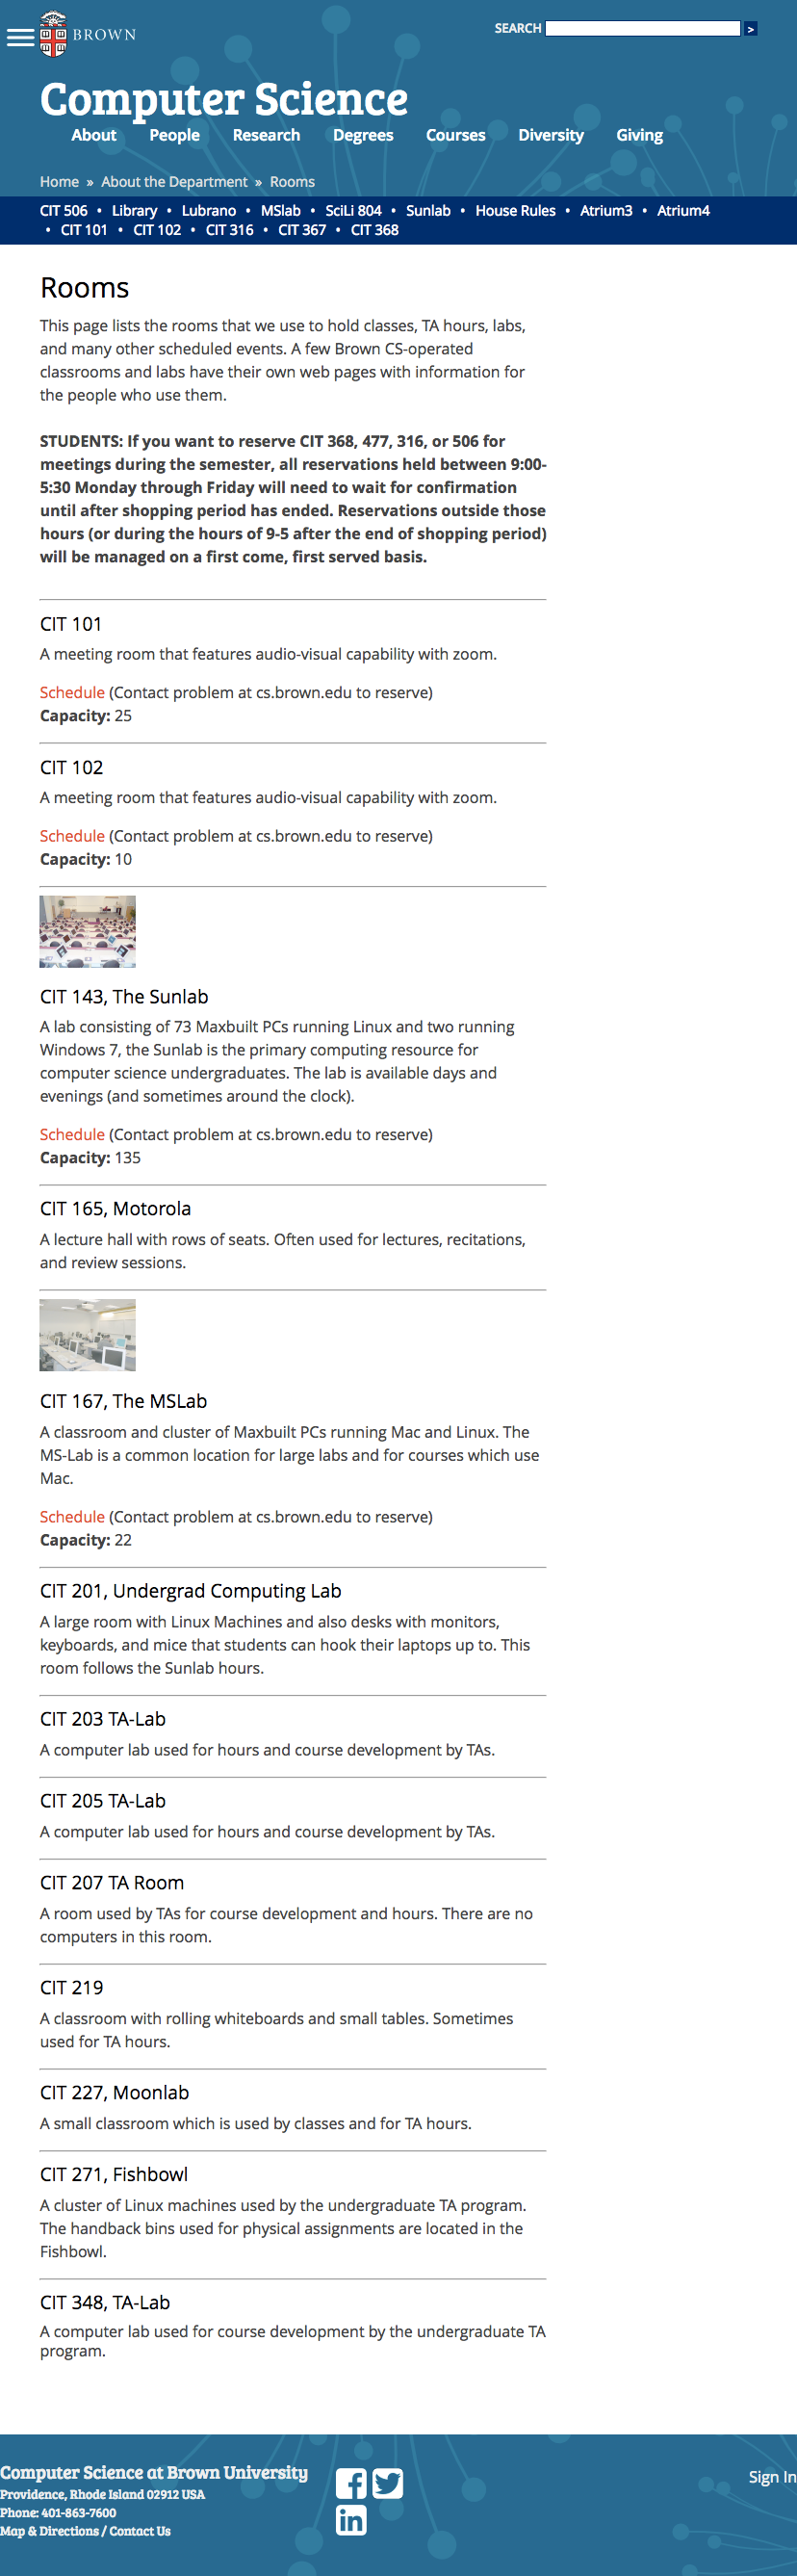 BROWN
SEARCH >
Computer Science
About People Research Degrees Courses Diversity Giving
Home » About the Department » Rooms
CIT 506 • Library • Lubrano • MSlab • SciLi 804 • Sunlab • House Rules • Atrium3 • Atrium4
• CIT 101 • CIT 102 • CIT 316 • CIT 367 • CIT 368
Rooms
This page lists the rooms that we use to hold classes, TA hours, labs,
and many other scheduled events. A few Brown CS-operated
classrooms and labs have their own web pages with information for
the people who use them.
STUDENTS: If you want to reserve CIT 368, 477, 316, or 506 for
meetings during the semester, all reservations held between 9:00-
5:30 Monday through Friday will need to wait for confirmation
until after shopping period has ended. Reservations outside those
hours (or during the hours of 9-5 after the end of shopping period)
will be managed on a first come, first served basis.
CIT 101
A meeting room that features audio-visual capability with zoom.
Schedule (Contact problem at cs.brown.edu to reserve)
Capacity: 25
CIT 102
A meeting room that features audio-visual capability with zoom.
Schedule (Contact problem at cs.brown.edu to reserve)
Capacity: 10
CIT 143, The Sunlab
A lab consisting of 73 Maxbuilt PCs running Linux and two running
Windows 7, the Sunlab is the primary computing resource for
computer science undergraduates. The lab is available days and
evenings (and sometimes around the clock).
Schedule (Contact problem at cs.brown.edu to reserve)
Capacity: 135
CIT 165, Motorola
A lecture hall with rows of seats. Often used for lectures, recitations,
and review sessions.
CIT 167, The MSLab
A classroom and cluster of Maxbuilt PCs running Mac and Linux. The
MS-Lab is a common location for large labs and for courses which use
Mac.
Schedule (Contact problem at cs.brown.edu to reserve)
Capacity: 22
CIT 201, Undergrad Computing Lab
A large room with Linux Machines and also desks with monitors,
keyboards, and mice that students can hook their laptops up to. This
room follows the Sunlab hours.
CIT 203 TA-Lab
A computer lab used for hours and course development by TAs.
CIT 205 TA-Lab
A computer lab used for hours and course development by TAs.
CIT 207 TA Room
A room used by TAs for course development and hours. There are no
computers in this room.
CIT 219
A classroom with rolling whiteboards and small tables. Sometimes
used for TA hours.
CIT 227, Moonlab
A small classroom which is used by classes and for TA hours.
CIT 271, Fishbowl
A cluster of Linux machines used by the undergraduate TA program.
The handback bins used for physical assignments are located in the
Fishbowl.
CIT 348, TA-Lab
A computer lab used for course development by the undergraduate TA
program.
Computer Science at Brown University
Providence, Rhode Island 02912 USA
Phone: 401-863-7600
Map & Directions / Contact Us
Sign In